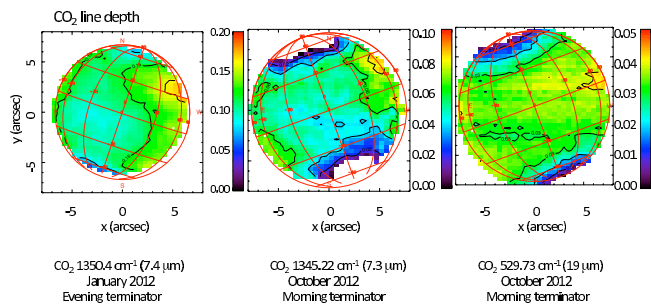 CO₂ line depth
y (arcsec)
5
0
-5
-5 0 5
x (arcsec)
N
S
W
0.20
0.15
0.10
0.05
0.00
-5 0 5
x (arcsec)
0.10
0.08
0.06
0.04
0.02
0.00
-5 0 5
x (arcsec)
0.05
0.04
0.03
0.02
0.01
0.00
CO₂ 1350.4 cm⁻¹ (7.4 μm)
January 2012
Evening terminator
CO₂ 1345.22 cm⁻¹ (7.3 μm)
October 2012
Morning terminator
CO₂ 529.73 cm⁻¹ (19 μm)
October 2012
Morning terminator